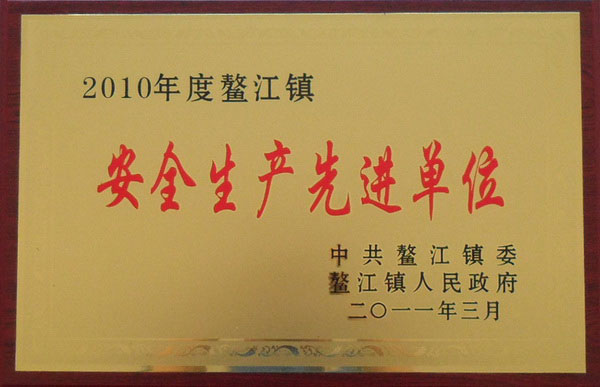 2010年度鳌江镇
安全生产先进单位
中共鳌江镇委
鳌江镇人民政府
二〇一一年三月